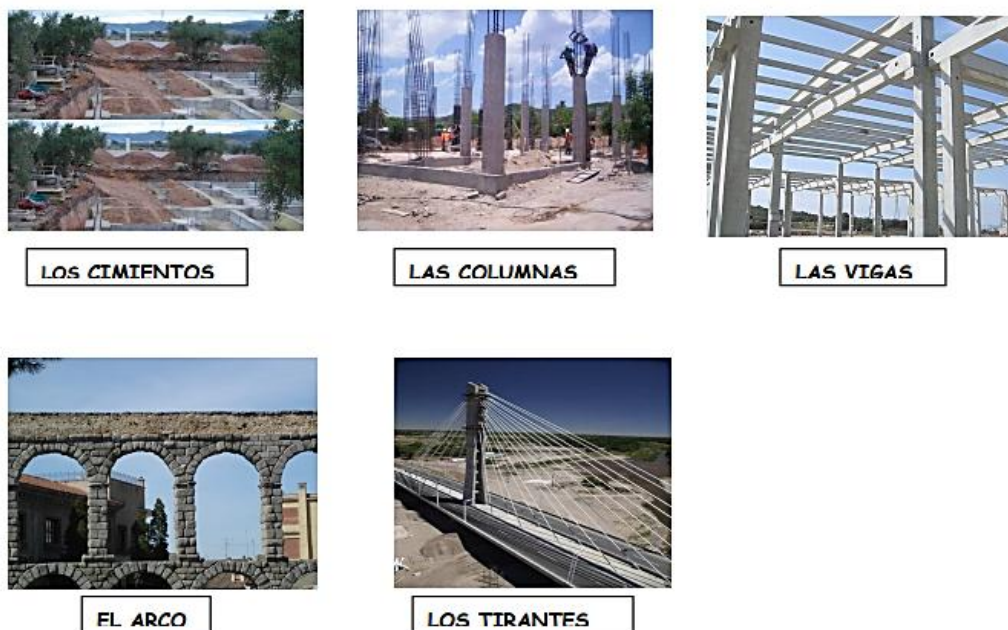 LOS CIMIENTOS
LAS COLUMNAS
LAS VIGAS
EL ARCO
LOS TIRANTES